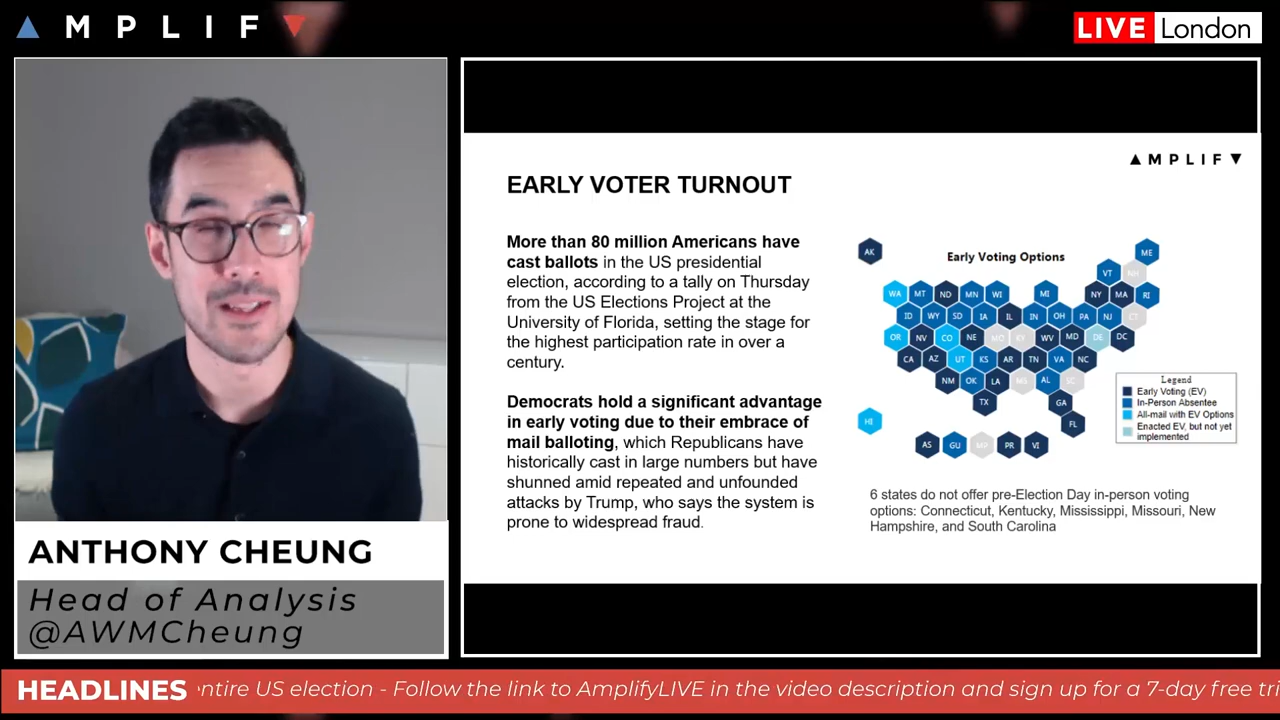 ▲ M P L I F ▼
LIVE London
▲ M P L I F ▼
EARLY VOTER TURNOUT
More than 80 million Americans have
cast ballots in the US presidential
election, according to a tally on Thursday
from the US Elections Project at the
University of Florida, setting the stage for
the highest participation rate in over a
century.
Democrats hold a significant advantage
in early voting due to their embrace of
mail balloting, which Republicans have
historically cast in large numbers but have
shunned amid repeated and unfounded
attacks by Trump, who says the system is
prone to widespread fraud.
Early Voting Options
AK ME
VT NH
WA MT ND MN WI MI NY MA RI
ID WY SD IA IL IN OH PA NJ CT
OR NV CO NE MO KY WV MD DE DC
CA AZ UT KS AR TN VA NC
NM OK LA MS AL SC
TX GA
HI FL
AS GU MP PR VI
Legend
Early Voting (EV)
In-Person Absentee
All-mail with EV Options
Enacted EV, but not yet
implemented
6 states do not offer pre-Election Day in-person voting
options: Connecticut, Kentucky, Mississippi, Missouri, New
Hampshire, and South Carolina
ANTHONY CHEUNG
Head of Analysis
@AWMCheung
HEADLINES entire US election - Follow the link to AmplifyLIVE in the video description and sign up for a 7-day free tri